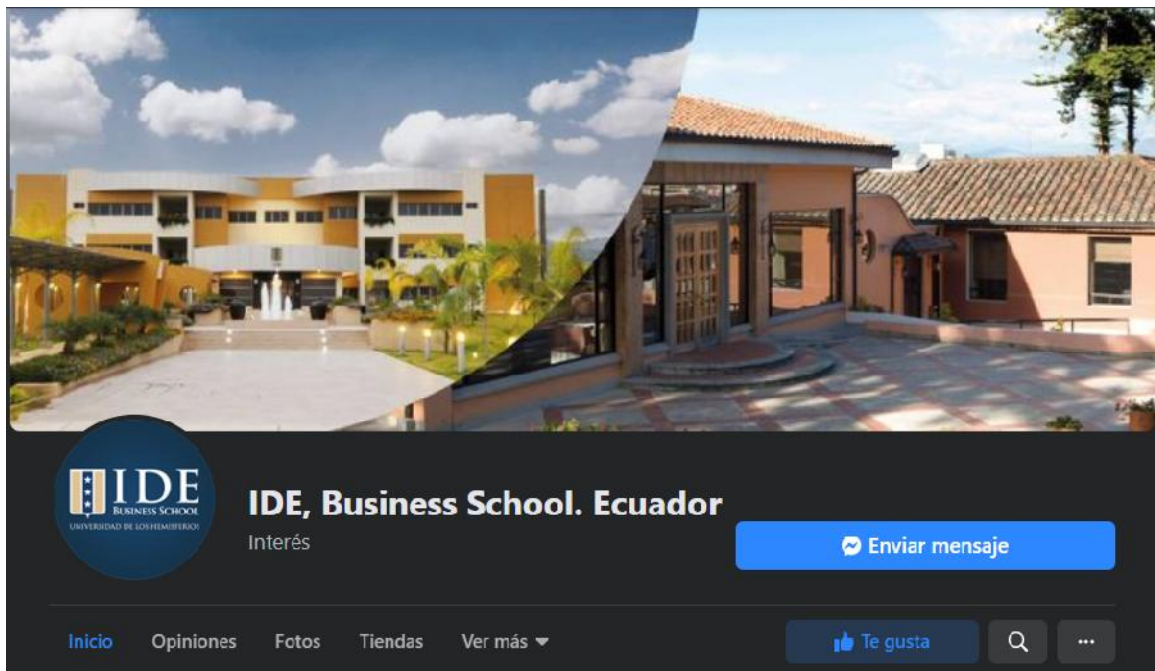 IDE
BUSINESS SCHOOL
UNIVERSIDAD DE LOS HEMISFERIOS
IDE, Business School. Ecuador
Interés
Enviar mensaje
Inicio Opiniones Fotos Tiendas Ver más
Te gusta